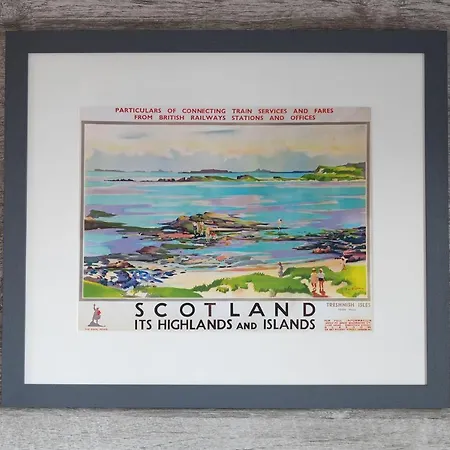 PARTICULARS OF CONNECTING TRAIN SERVICES AND FARES
FROM BRITISH RAILWAYS STATIONS AND OFFICES
SCOTLAND
ITS HIGHLANDS AND ISLANDS
TRESHNISH ISLES